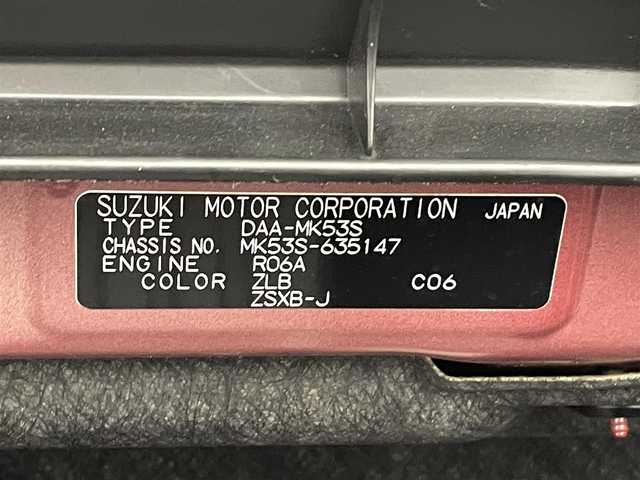 SUZUKI MOTOR CORPORATION JAPAN
TYPE DAA-MK53S
CHASSIS NO. MK53S-635147
ENGINE R06A
COLOR ZLB C06
ZSXB-J